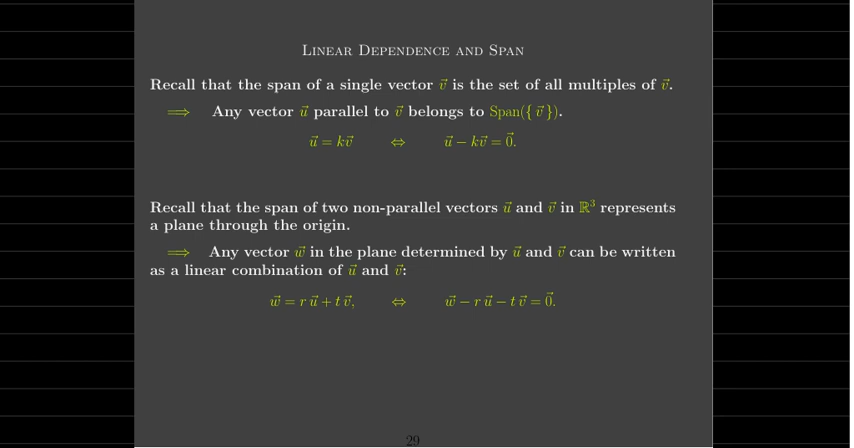 Linear Dependence and Span
Recall that the span of a single vector v⃗ is the set of all multiples of v⃗.
⟹ Any vector u⃗ parallel to v⃗ belongs to Span({ v⃗ }).
u⃗ = kv⃗ ⇔ u⃗ − kv⃗ = 0⃗.
Recall that the span of two non-parallel vectors u⃗ and v⃗ in ℝ³ represents
a plane through the origin.
⟹ Any vector w⃗ in the plane determined by u⃗ and v⃗ can be written
as a linear combination of u⃗ and v⃗:
w⃗ = r u⃗ + t v⃗, ⇔ w⃗ − r u⃗ − t v⃗ = 0⃗.
29